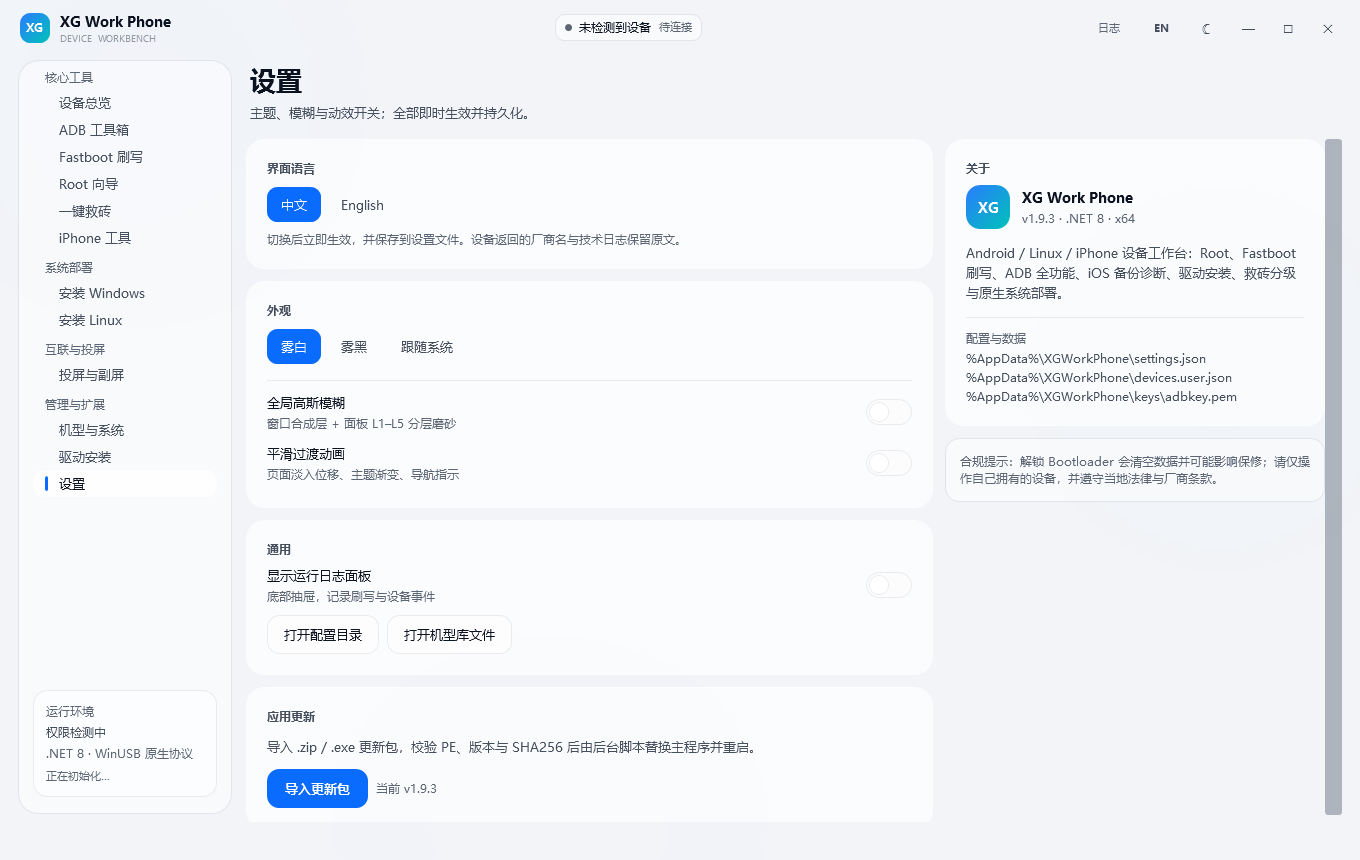 XG
XG Work Phone
DEVICE WORKBENCH
未检测到设备 待连接
日志
EN
核心工具
设备总览
ADB 工具箱
Fastboot 刷写
Root 向导
一键救砖
iPhone 工具
系统部署
安装 Windows
安装 Linux
互联与投屏
投屏与副屏
管理与扩展
机型与系统
驱动安装
设置
运行环境
权限检测中
.NET 8 · WinUSB 原生协议
正在初始化...
设置
主题、模糊与动效开关；全部即时生效并持久化。
界面语言
中文 English
切换后立即生效，并保存到设置文件。设备返回的厂商名与技术日志保留原文。
外观
雾白 雾黑 跟随系统
全局高斯模糊
窗口合成层 + 面板 L1–L5 分层磨砂
平滑过渡动画
页面淡入位移、主题渐变、导航指示
通用
显示运行日志面板
底部抽屉，记录刷写与设备事件
打开配置目录 打开机型库文件
应用更新
导入 .zip / .exe 更新包，校验 PE、版本与 SHA256 后由后台脚本替换主程序并重启。
导入更新包 当前 v1.9.3
关于
XG
XG Work Phone
v1.9.3 · .NET 8 · x64
Android / Linux / iPhone 设备工作台：Root、Fastboot
刷写、ADB 全功能、iOS 备份诊断、驱动安装、救砖分级
与原生系统部署。
配置与数据
%AppData%\XGWorkPhone\settings.json
%AppData%\XGWorkPhone\devices.user.json
%AppData%\XGWorkPhone\keys\adbkey.pem
合规提示：解锁 Bootloader 会清空数据并可能影响保修；请仅操
作自己拥有的设备，并遵守当地法律与厂商条款。